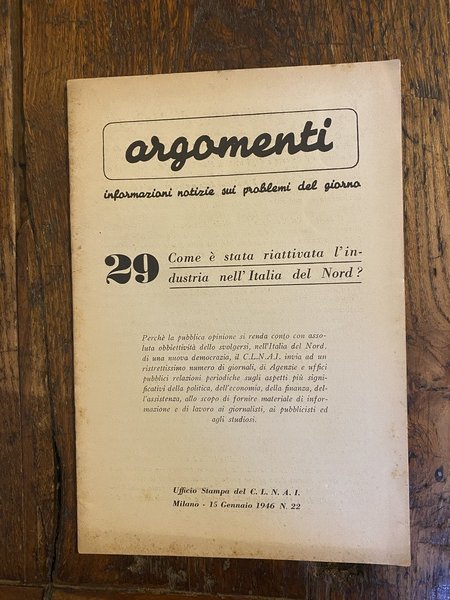 argomenti
informazioni notizie sui problemi del giorno
29
Come è stata riattivata l'in-
dustria nell'Italia del Nord?
Perchè la pubblica opinione si renda conto con asso-
luta obbiettività dello svolgersi, nell'Italia del Nord,
di una nuova democrazia, il C.L.N.A.I. invia ad un
ristrettissimo numero di giornali, di Agenzie e uffici
pubblici relazioni periodiche sugli aspetti più signi-
ficativi della politica, dell'economia, della finanza, del-
l'assistenza, allo scopo di fornire materiale di infor-
mazione e di lavoro ai giornalisti, ai pubblicisti ed
agli studiosi.
Ufficio Stampa del C. L. N. A. I.
Milano - 15 Gennaio 1946 N. 22